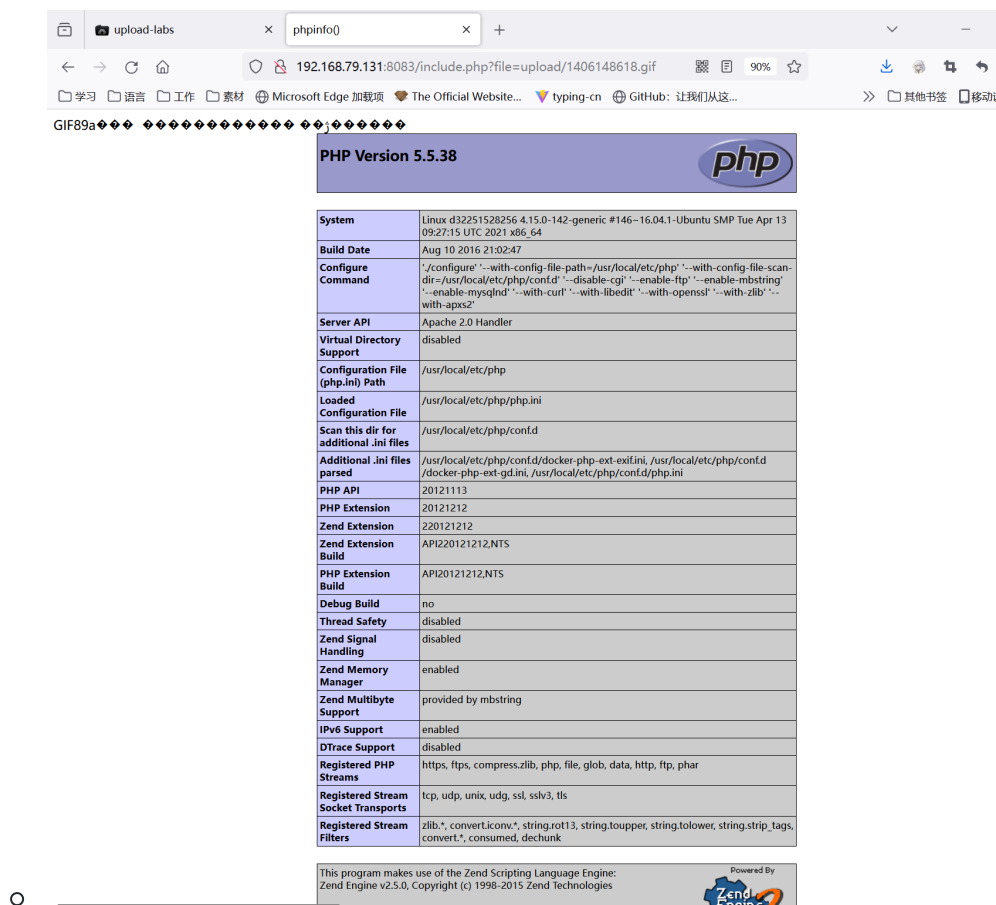 upload-labs
phpinfo()
192.168.79.131:8083/include.php?file=upload/1406148618.gif
90%
学习
语言
工作
素材
Microsoft Edge 加载项
The Official Website...
typing-cn
GitHub：让我们从这...
其他书签
GIF89a��� ������������ ��ژ������
PHP Version 5.5.38
php
System
Linux d32251528256 4.15.0-142-generic #146~16.04.1-Ubuntu SMP Tue Apr 13
09:27:15 UTC 2021 x86_64
Build Date
Aug 10 2016 21:02:47
Configure
Command
'./configure' '--with-config-file-path=/usr/local/etc/php' '--with-config-file-scan-
dir=/usr/local/etc/php/conf.d' '--disable-cgi' '--enable-ftp' '--enable-mbstring'
'--enable-mysqlnd' '--with-curl' '--with-libedit' '--with-openssl' '--with-zlib' '--
with-apxs2'
Server API
Apache 2.0 Handler
Virtual Directory
Support
disabled
Configuration File
(php.ini) Path
/usr/local/etc/php
Loaded
Configuration File
/usr/local/etc/php/php.ini
Scan this dir for
additional .ini files
/usr/local/etc/php/conf.d
Additional .ini files
parsed
/usr/local/etc/php/conf.d/docker-php-ext-exif.ini, /usr/local/etc/php/conf.d
/docker-php-ext-gd.ini, /usr/local/etc/php/conf.d/php.ini
PHP API
20121113
PHP Extension
20121212
Zend Extension
220121212
Zend Extension
Build
API220121212,NTS
PHP Extension
Build
API20121212,NTS
Debug Build
no
Thread Safety
disabled
Zend Signal
Handling
disabled
Zend Memory
Manager
enabled
Zend Multibyte
Support
provided by mbstring
IPv6 Support
enabled
DTrace Support
disabled
Registered PHP
Streams
https, ftps, compress.zlib, php, file, glob, data, http, ftp, phar
Registered Stream
Socket Transports
tcp, udp, unix, udg, ssl, sslv3, tls
Registered Stream
Filters
zlib.*, convert.iconv.*, string.rot13, string.toupper, string.tolower, string.strip_tags,
convert.*, consumed, dechunk
This program makes use of the Zend Scripting Language Engine:
Zend Engine v2.5.0, Copyright (c) 1998-2015 Zend Technologies
Powered By
Zend